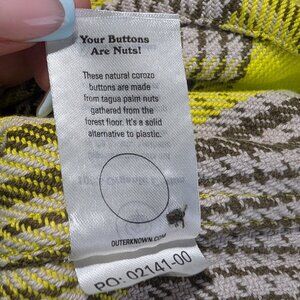 Your Buttons
Are Nuts!
These natural corozo
buttons are made
from tagua palm nuts
gathered from the
forest floor. It's a solid
alternative to plastic.
OUTERKNOWN.COM
PO: 02141-00